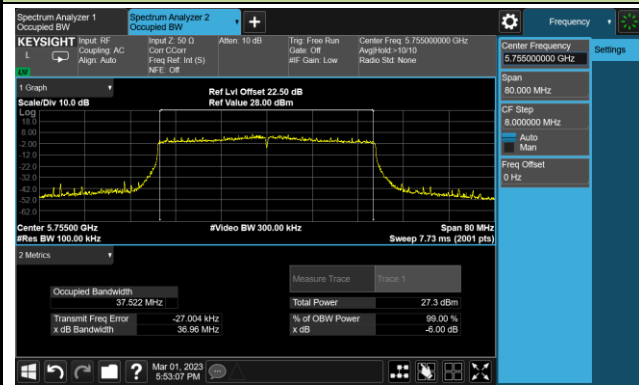 Spectrum Analyzer 1
Occupied BW
Spectrum Analyzer 2
Occupied BW
Frequency
KEYSIGHT
L
Input: RF
Coupling: AC
Align: Auto
Input Z: 50 Ω
Corr CCorr
Freq Ref: Int (S)
NFE: Off
Atten: 10 dB
Trig: Free Run
Gate: Off
#IF Gain: Low
Center Freq: 5.755000000 GHz
Avg|Hold:>10/10
Radio Std: None
Center Frequency
5.755000000 GHz
Settings
Span
80.000 MHz
CF Step
8.000000 MHz
Auto
Man
Freq Offset
0 Hz
1 Graph
Scale/Div 10.0 dB
Ref Lvl Offset 22.50 dB
Ref Value 28.00 dBm
Log
18.0
8.00
-2.00
-12.0
-22.0
-32.0
-42.0
-52.0
-62.0
Center 5.75500 GHz
#Res BW 100.00 kHz
#Video BW 300.00 kHz
Span 80 MHz
Sweep 7.73 ms (2001 pts)
2 Metrics
Measure Trace
Trace 1
Occupied Bandwidth
37.522 MHz
Total Power
27.3 dBm
Transmit Freq Error
-27.004 kHz
% of OBW Power
99.00 %
x dB Bandwidth
36.96 MHz
x dB
-6.00 dB
Mar 01, 2023
5:53:07 PM